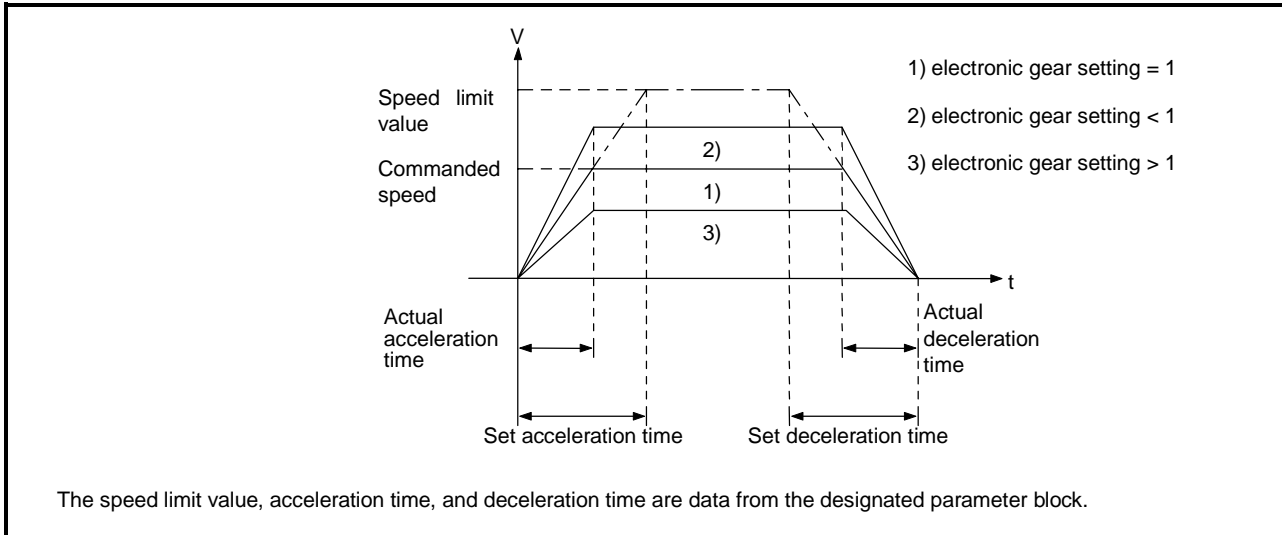 V
1) electronic gear setting = 1
Speed limit
value
2) electronic gear setting < 1
2)
Commanded
speed
3) electronic gear setting > 1
1)
3)
t
Actual
acceleration
time
Actual
deceleration
time
Set acceleration time
Set deceleration time
The speed limit value, acceleration time, and deceleration time are data from the designated parameter block.